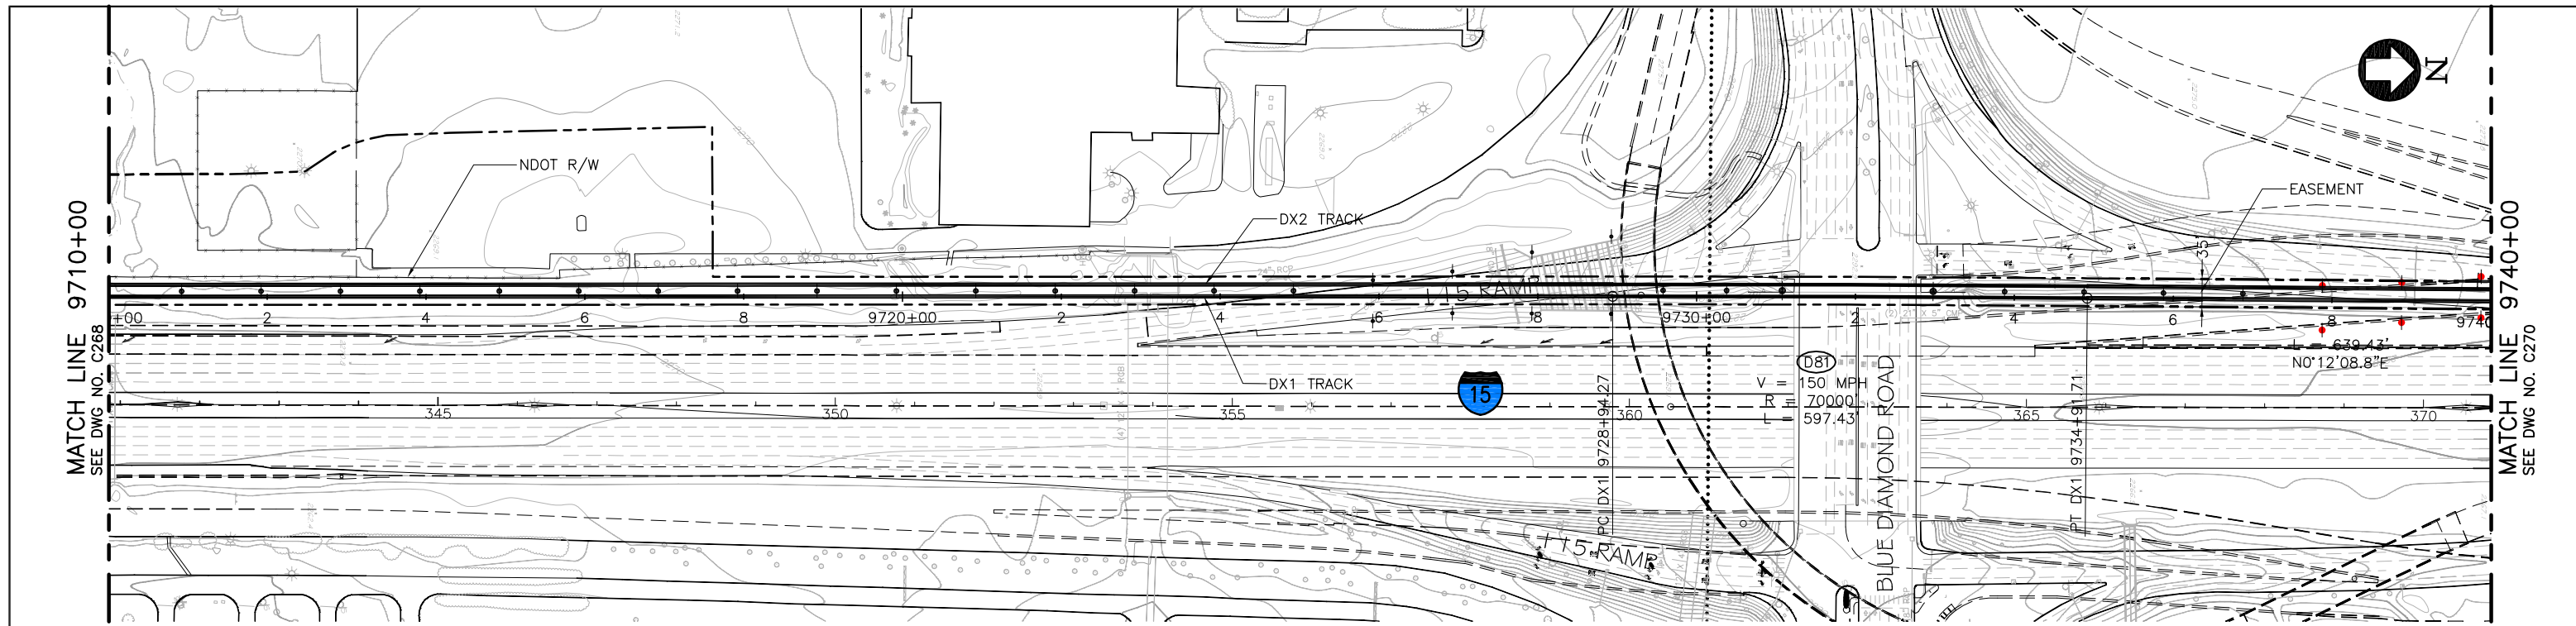 MATCH LINE 9710+00
SEE DWG NO. C268
NDOT R/W
DX2 TRACK
EASEMENT
35'
N
24" RCP
I 15 RAMP
+00
2
4
6
8
9720+00
2
4
6
8
9730+00
2
4
6
8
9740
DX1 TRACK
15
D81
V = 150 MPH
R = 70000'
L = 597.43'
L = 639.43'
N0°12'08.8"E
345
350
355
360
365
370
PC DX1 9728+94.27
BLUE DIAMOND ROAD
PT DX1 9734+91.71
I 15 RAMP
MATCH LINE 9740+00
SEE DWG NO. C270